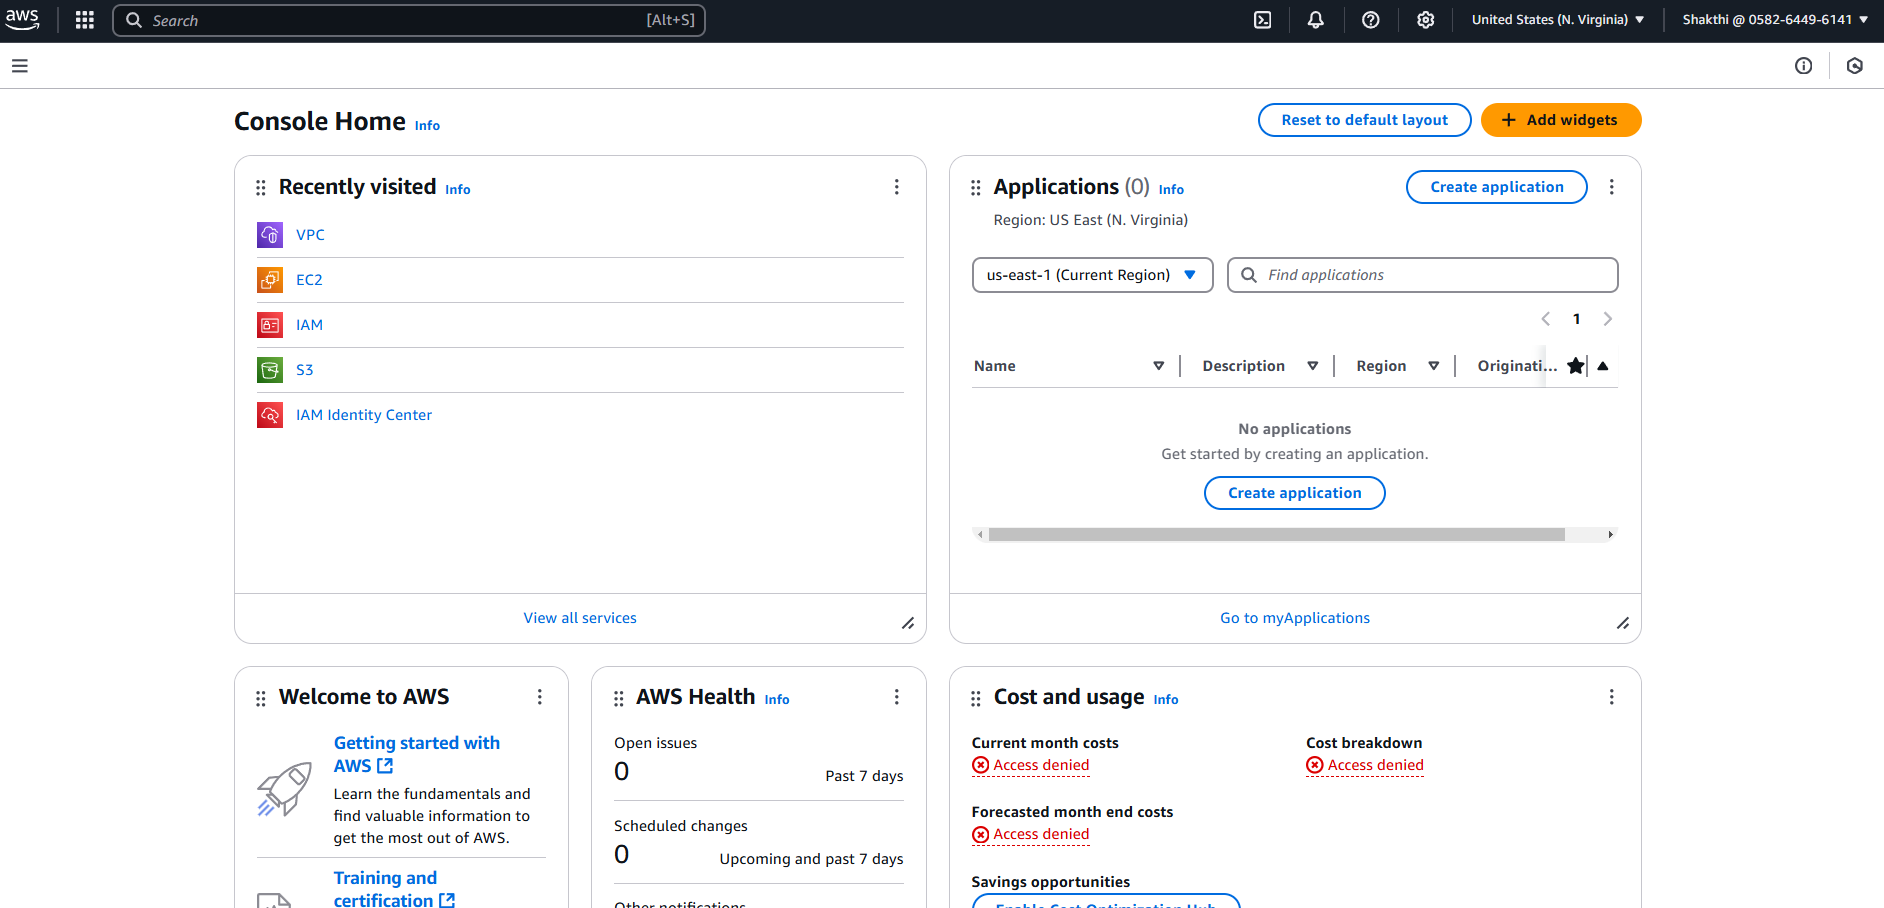 aws
Search
[Alt+S]
United States (N. Virginia)
Shakthi @ 0582-6449-6141
Console Home Info
Reset to default layout
Add widgets
Recently visited Info
VPC
EC2
IAM
S3
IAM Identity Center
View all services
Applications (0) Info
Create application
Region: US East (N. Virginia)
us-east-1 (Current Region)
Find applications
1
Name
Description
Region
Originati...
No applications
Get started by creating an application.
Create application
Go to myApplications
Welcome to AWS
Getting started with
AWS
Learn the fundamentals and
find valuable information to
get the most out of AWS.
Training and
certification
AWS Health Info
Open issues
0
Past 7 days
Scheduled changes
0
Upcoming and past 7 days
Other notifications
Cost and usage Info
Current month costs
Access denied
Cost breakdown
Access denied
Forecasted month end costs
Access denied
Savings opportunities
Enable Cost Optimization Hub